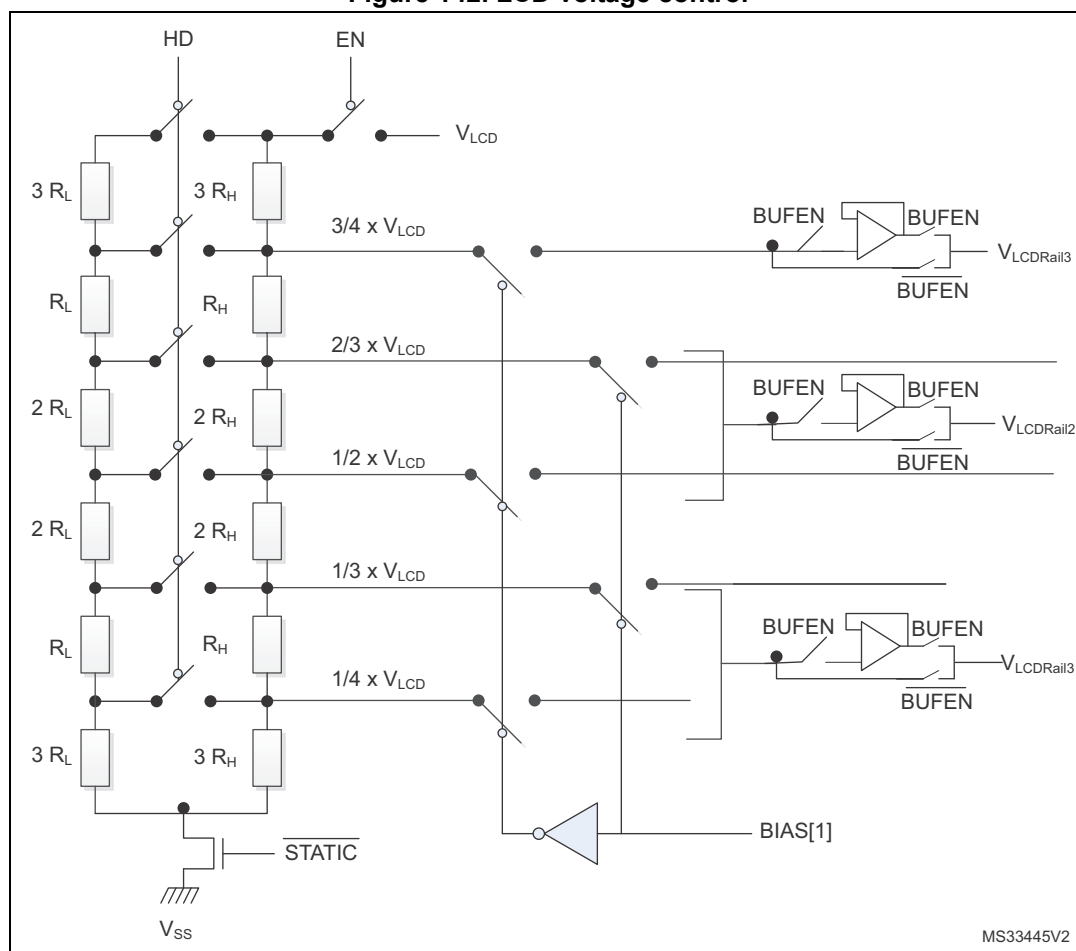 Figure 142. LCD voltage control
HD
EN
VLCD
3 RL
3 RH
3/4 x VLCD
BUFEN
BUFEN
VLCDRail3
BUFEN
RL
RH
2/3 x VLCD
BUFEN
BUFEN
VLCDRail2
BUFEN
2 RL
2 RH
1/2 x VLCD
2 RL
2 RH
1/3 x VLCD
BUFEN
BUFEN
VLCDRail3
BUFEN
RL
RH
1/4 x VLCD
3 RL
3 RH
BIAS[1]
STATIC
VSS
MS33445V2